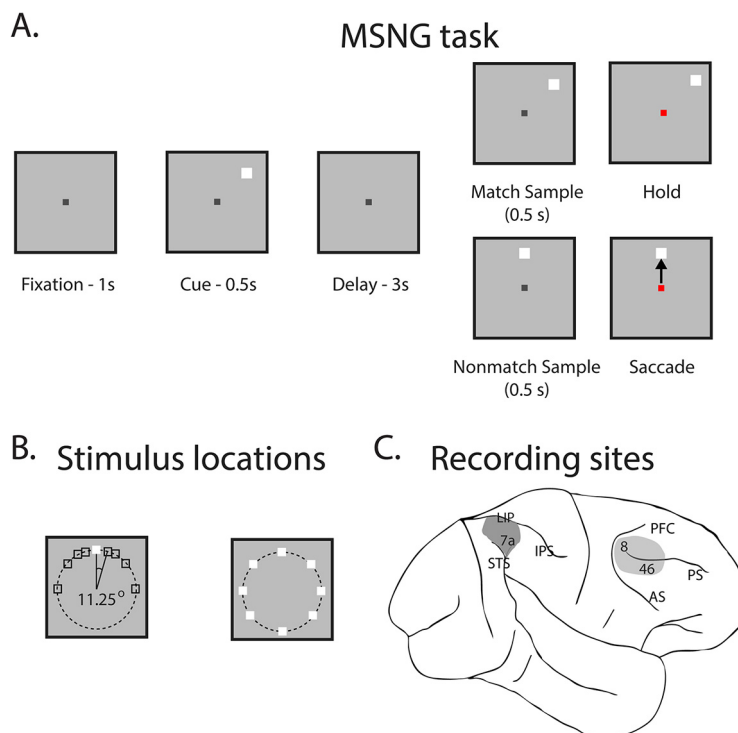 A.
MSNG task
Match Sample
(0.5 s)
Hold
Fixation - 1s
Cue - 0.5s
Delay - 3s
Nonmatch Sample
(0.5 s)
Saccade
B.
Stimulus locations
11.25°
C.
Recording sites
LIP
7a
STS
IPS
PFC
8
46
PS
AS